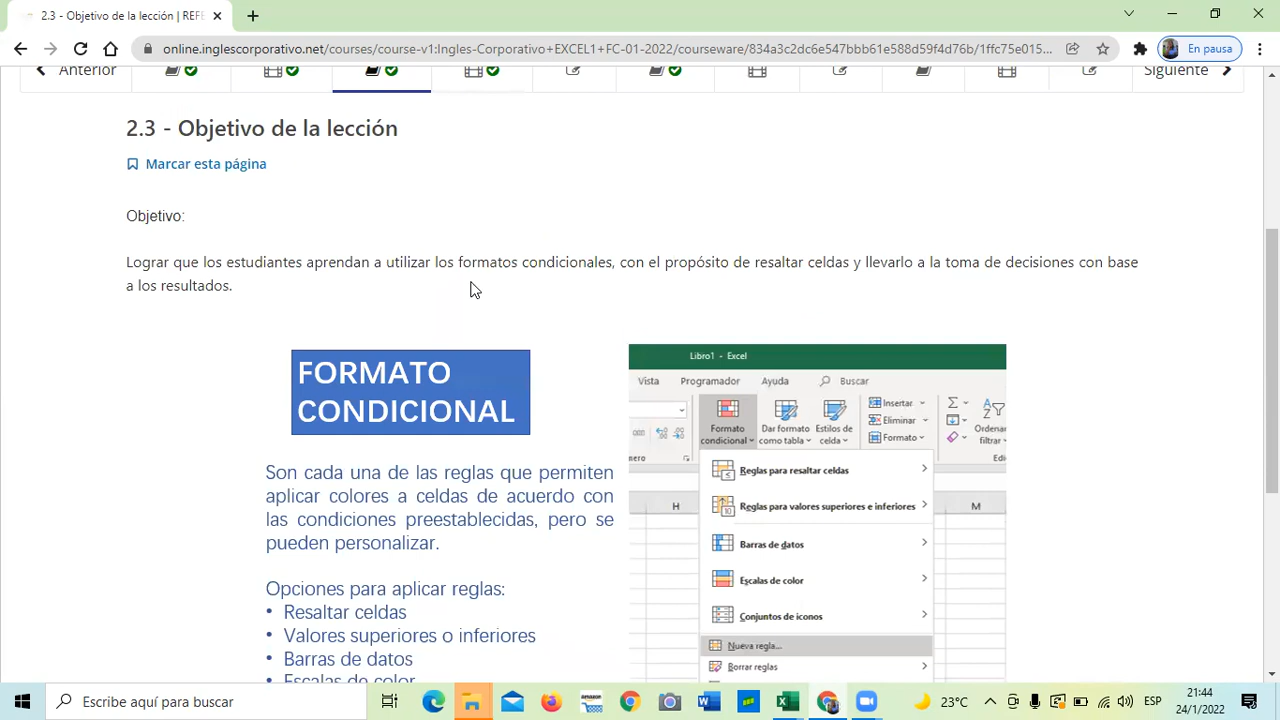 2.3 - Objetivo de la lección | REFE
online.inglescorporativo.net/courses/course-v1:Ingles-Corporativo+EXCEL1+FC-01-2022/courseware/834a3c2dc6e547bbb61e588d59f4d76b/1ffc75e015...
En pausa
Anterior
Siguiente
2.3 - Objetivo de la lección
Marcar esta página
Objetivo:
Lograr que los estudiantes aprendan a utilizar los formatos condicionales, con el propósito de resaltar celdas y llevarlo a la toma de decisiones con base
a los resultados.
FORMATO
CONDICIONAL
Son cada una de las reglas que permiten
aplicar colores a celdas de acuerdo con
las condiciones preestablecidas, pero se
pueden personalizar.
Opciones para aplicar reglas:
• Resaltar celdas
• Valores superiores o inferiores
• Barras de datos
• Escalas de color
Libro1 - Excel
Vista Programador Ayuda Buscar
Formato
condicional
Dar formato
como tabla
Estilos de
celda
Insertar
Eliminar
Formato
Ordenar
filtrar
mero
Edi
H M
Reglas para resaltar celdas
Reglas para valores superiores e inferiores
Barras de datos
Escalas de color
Conjuntos de iconos
Nueva regla...
Borrar reglas
Escribe aquí para buscar
amazon
23°C
ESP
21:44
24/1/2022